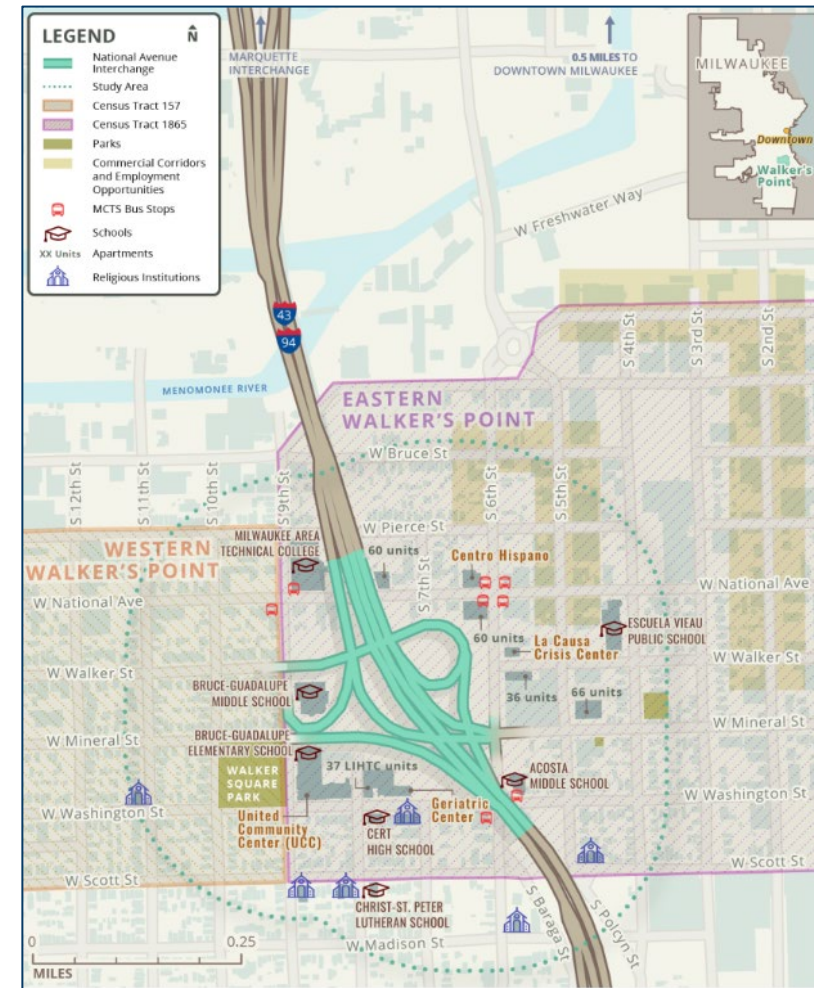 LEGEND
N
National Avenue
Interchange
Study Area
Census Tract 157
Census Tract 1865
Parks
Commercial Corridors
and Employment
Opportunities
MCTS Bus Stops
Schools
XX Units Apartments
Religious Institutions
MARQUETTE
INTERCHANGE
0.5 MILES TO
DOWNTOWN MILWAUKEE
MILWAUKEE
Downtown
Walker's
Point
W Freshwater Way
43
94
S 4th St
S 3rd St
S 2nd St
MENOMONEE RIVER
EASTERN
WALKER'S POINT
W Bruce St
S 12th St
S 11th St
S 10th St
S 9th St
S 6th St
S 5th St
W Pierce St
WESTERN
WALKER'S POINT
MILWAUKEE AREA
TECHNICAL COLLEGE
60 units
S 7th St
Centro Hispano
W National Ave
W National Ave
60 units
ESCUELA VIEAU
PUBLIC SCHOOL
La Causa
Crisis Center
W Walker St
W Walker St
BRUCE-GUADALUPE
MIDDLE SCHOOL
36 units
66 units
W Mineral St
W Mineral St
BRUCE-GUADALUPE
ELEMENTARY SCHOOL
WALKER
SQUARE
PARK
37 LIHTC units
ACOSTA
MIDDLE SCHOOL
W Washington St
W Washington St
United
Community
Center (UCC)
Geriatric
Center
CERT
HIGH SCHOOL
W Scott St
W Scott St
CHRIST-ST. PETER
LUTHERAN SCHOOL
S Baraga St
S Polcyn St
W Madison St
0 0.25
MILES